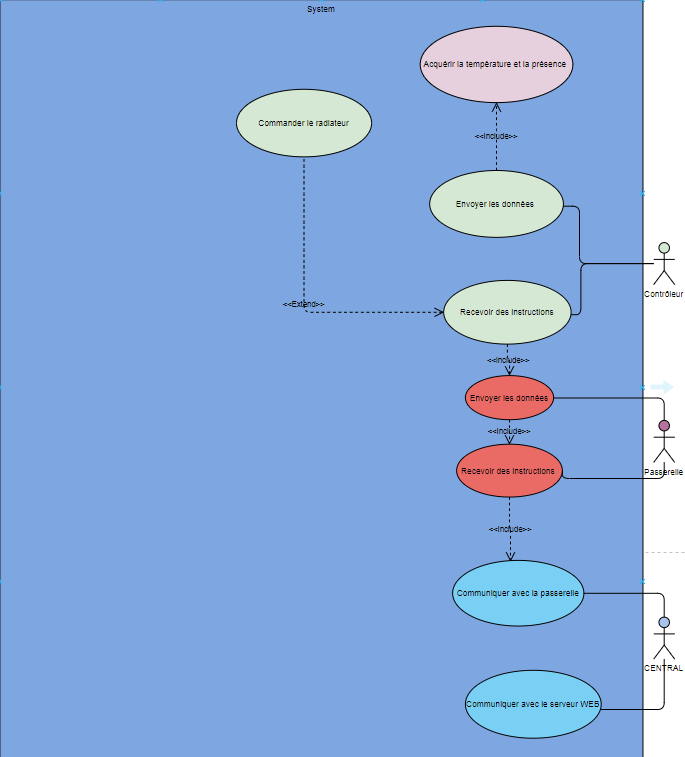 System
Acquérir la température et la présence
Commander le radiateur
<<Include>>
Envoyer les données
Contrôleur
<<Extend>>
Recevoir des instructions
<<Include>>
Envoyer les données
<<Include>>
Recevoir des instructions
Passerelle
<<Include>>
Communiquer avec la passerelle
CENTRAL
Communiquer avec le serveur WEB